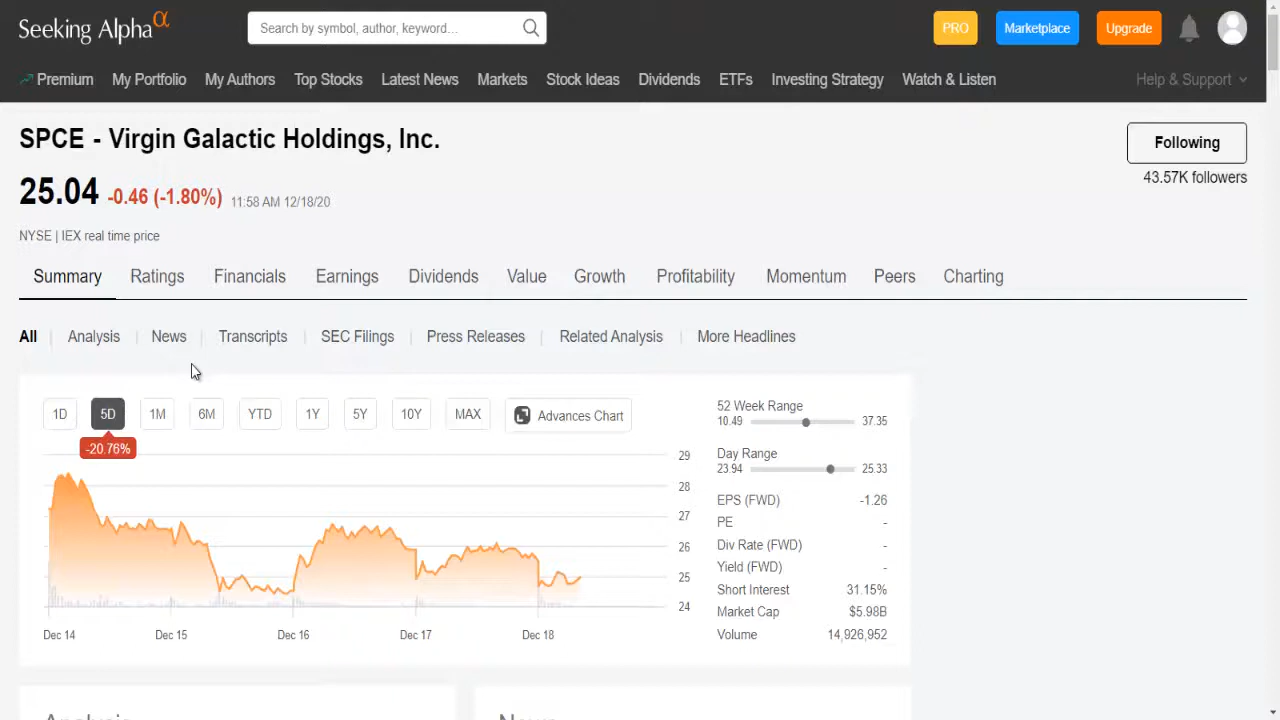 Seeking Alpha α
Search by symbol, author, keyword…
PRO
Marketplace
Upgrade
Premium My Portfolio My Authors Top Stocks Latest News Markets Stock Ideas Dividends ETFs Investing Strategy Watch & Listen Help & Support
SPCE - Virgin Galactic Holdings, Inc.
Following
25.04 -0.46 (-1.80%) 11:58 AM 12/18/20
43.57K followers
NYSE | IEX real time price
Summary Ratings Financials Earnings Dividends Value Growth Profitability Momentum Peers Charting
All | Analysis | News | Transcripts | SEC Filings | Press Releases | Related Analysis | More Headlines
1D 5D 1M 6M YTD 1Y 5Y 10Y MAX Advances Chart
-20.76%
29
28
27
26
25
24
Dec 14 Dec 15 Dec 16 Dec 17 Dec 18
52 Week Range
10.49 37.35
Day Range
23.94 25.33
EPS (FWD) -1.26
PE -
Div Rate (FWD) -
Yield (FWD) -
Short Interest 31.15%
Market Cap $5.98B
Volume 14,926,952
Analysis
News